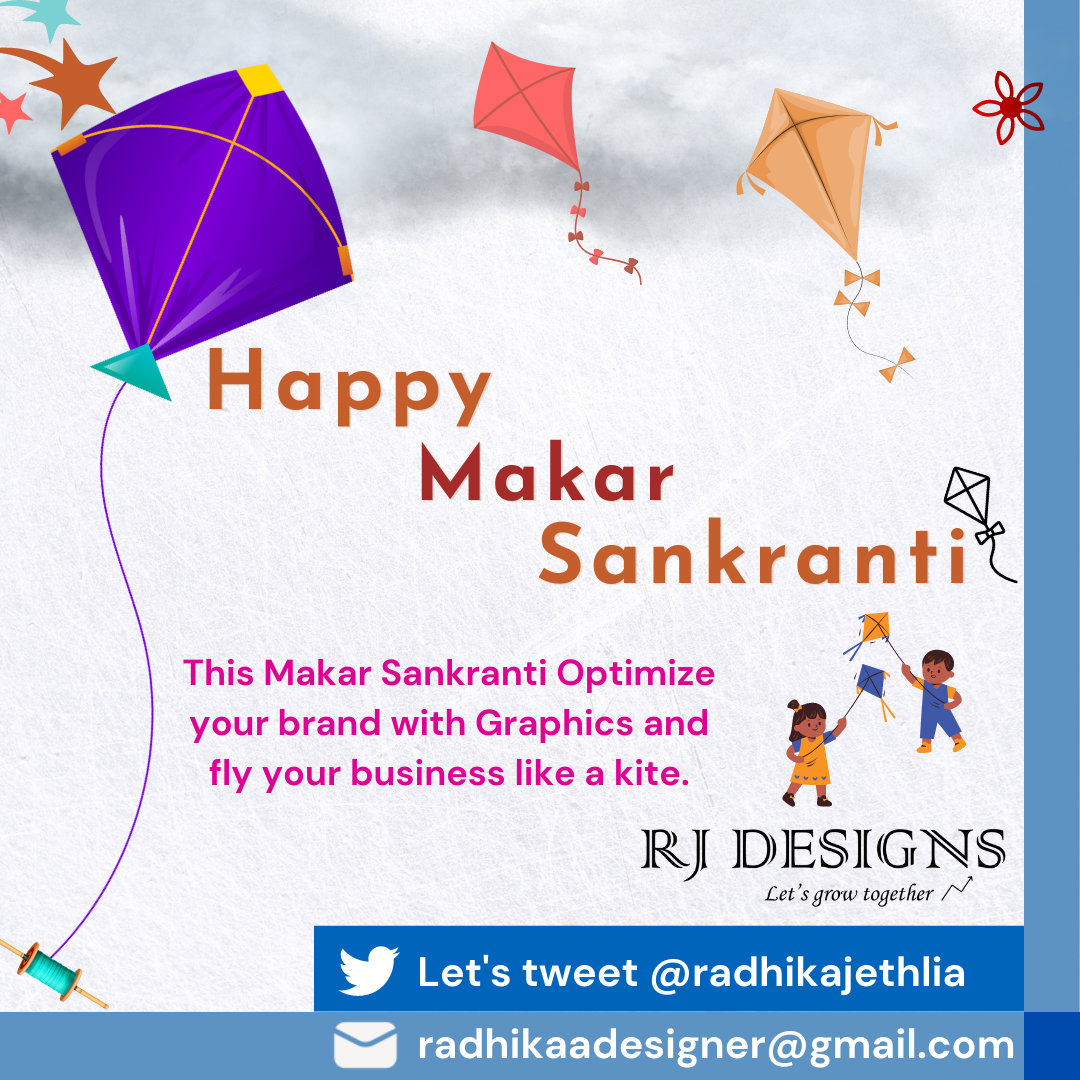 Happy
Makar
Sankranti
This Makar Sankranti Optimize
your brand with Graphics and
fly your business like a kite.
RJ DESIGNS
Let's grow together
Let's tweet @radhikajethlia
radhikaadesigner@gmail.com